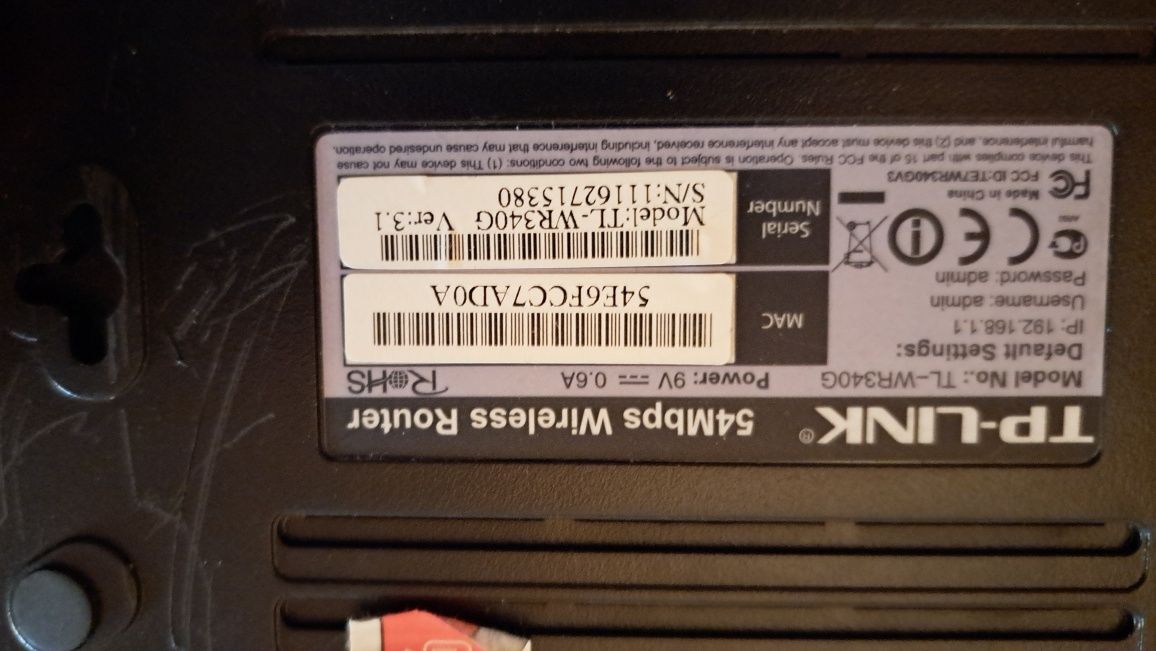 TP-LINK® 54Mbps Wireless Router
Model No.: TL-WR340G
Power: 9V 0.6A
RoHS
Default Settings:
IP: 192.168.1.1
Username: admin
Password: admin
MAC
54E6FCC7AD0A
Serial Number
Model:TL-WR340G Ver:3.1
S/N:11162715380
Made in China
FCC ID:TE7WR340GV3
This device complies with part 15 of the FCC Rules. Operation is subject to the following two conditions: (1) This device may not cause
harmful interference, and (2) this device must accept any interference received, including interference that may cause undesired operation.